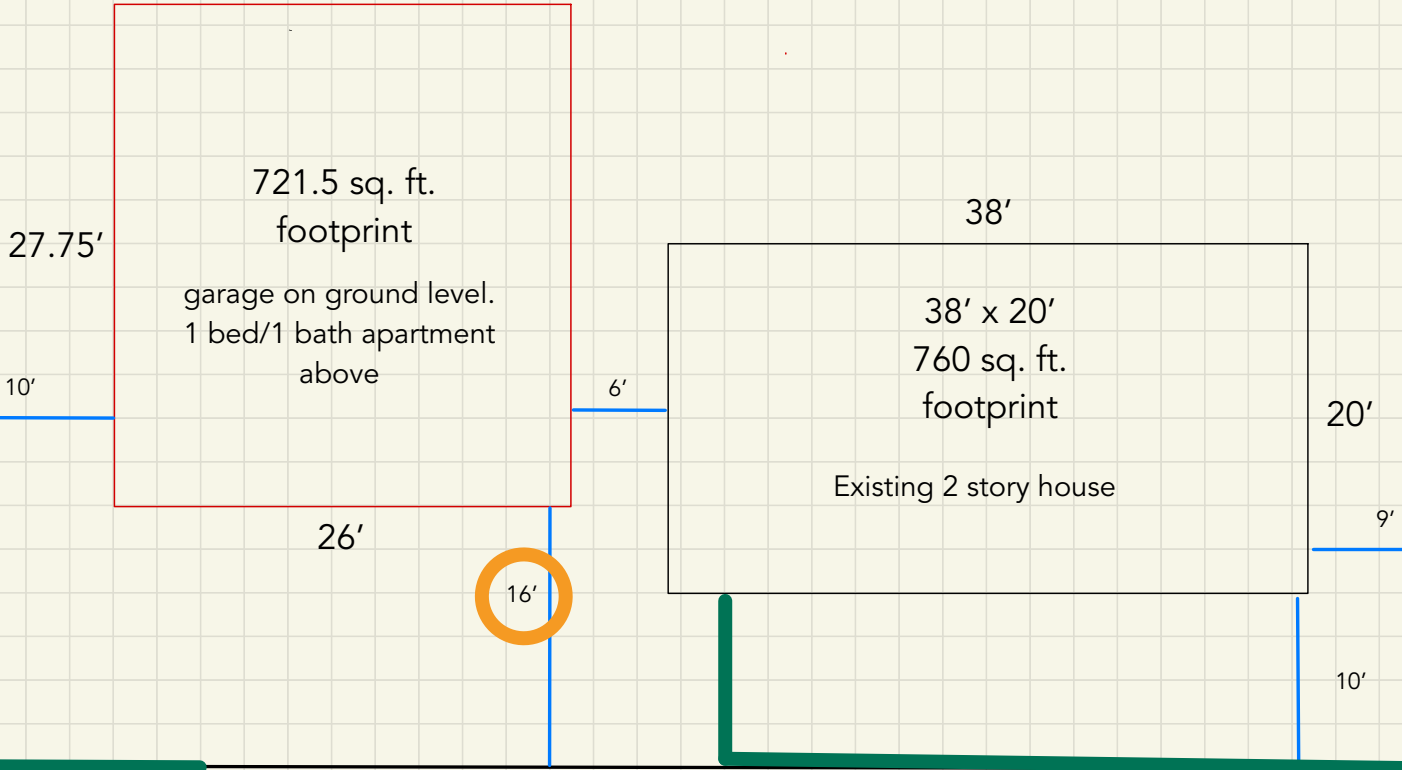 721.5 sq. ft.
footprint
27.75’
garage on ground level.
1 bed/1 bath apartment
above
10’
6’
26’
16’
38’
38’ x 20’
760 sq. ft.
footprint
20’
Existing 2 story house
9’
10’